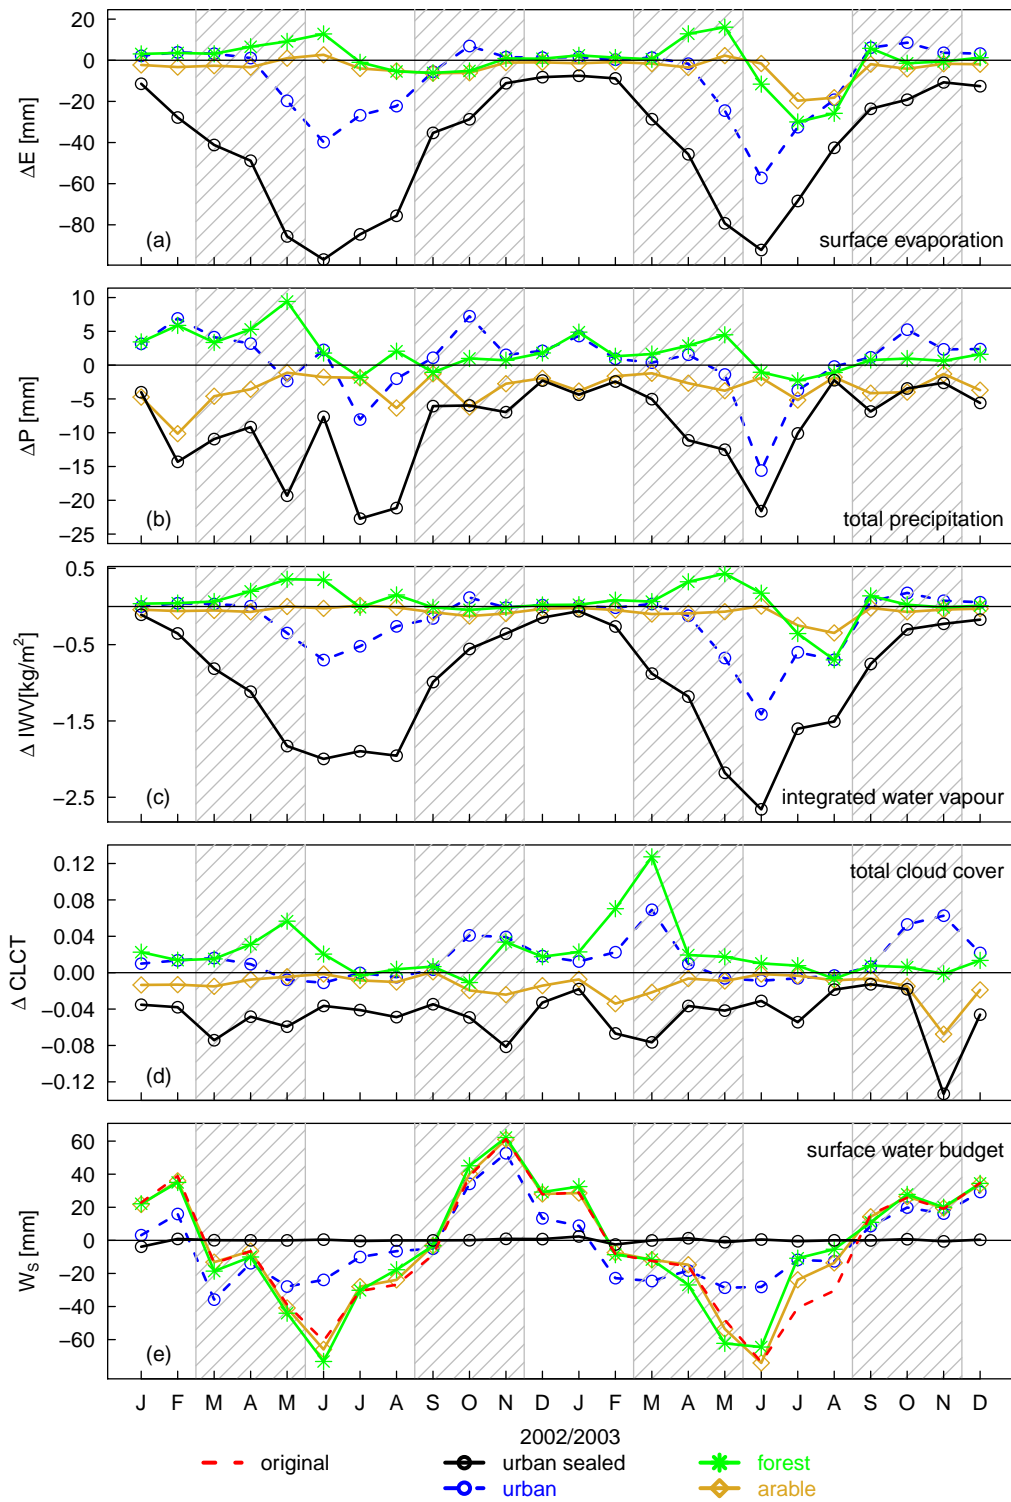 20
0
−20
−40
−60
−80
ΔE [mm]
(a)
surface evaporation
10
5
0
−5
−10
−15
−20
−25
ΔP [mm]
(b)
total precipitation
0.5
−0.5
−1.5
−2.5
Δ IWV[kg/m²]
(c)
integrated water vapour
0.12
0.08
0.04
0.00
−0.04
−0.08
−0.12
Δ CLCT
total cloud cover
(d)
60
40
20
0
−20
−40
−60
W_S [mm]
surface water budget
(e)
J F M A M J J A S O N D J F M A M J J A S O N D
2002/2003
original urban sealed forest
urban arable